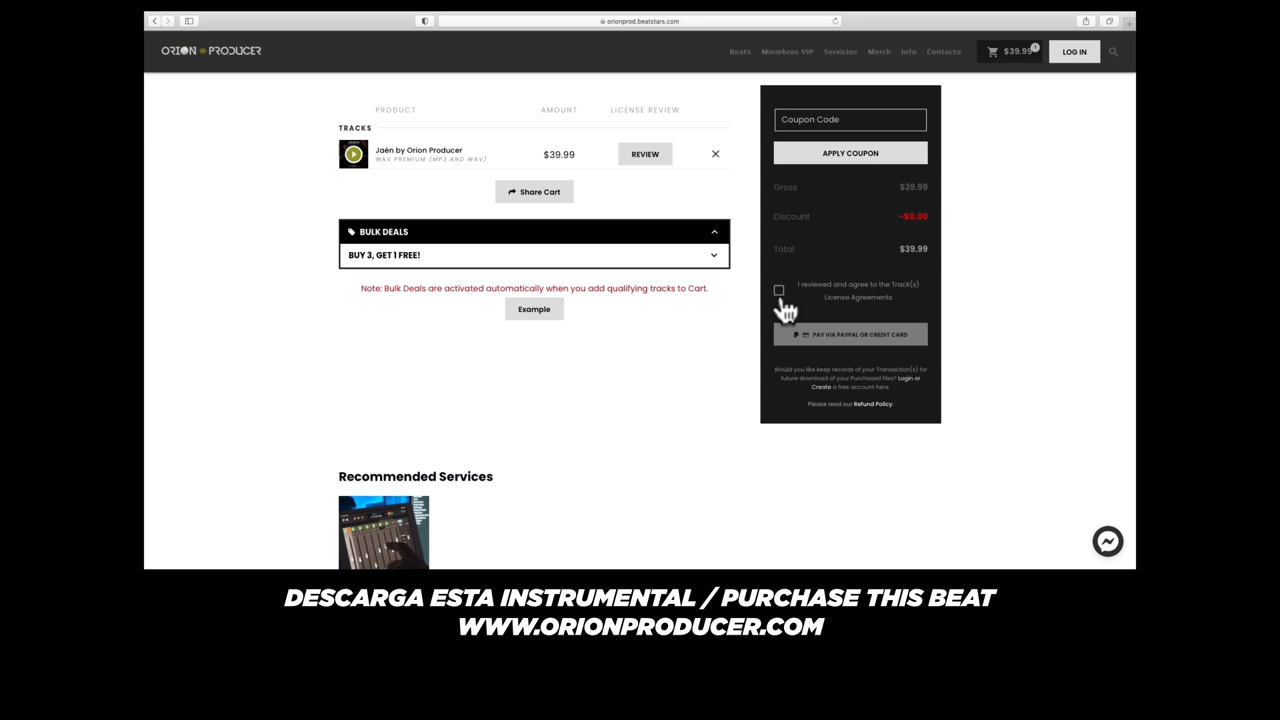 orionprod.beatstars.com
ORION PRODUCER
Beats Miembros VIP Servicios Merch Info Contacto
$39.99 1
LOG IN
PRODUCT AMOUNT LICENSE REVIEW
TRACKS
Jaén by Orion Producer
WAV PREMIUM (MP3 AND WAV)
$39.99
REVIEW
Share Cart
BULK DEALS
BUY 3, GET 1 FREE!
Note: Bulk Deals are activated automatically when you add qualifying tracks to Cart.
Example
Coupon Code
APPLY COUPON
Gross $39.99
Discount -$0.00
Total $39.99
I reviewed and agree to the Track(s)
License Agreements
PAY VIA PAYPAL OR CREDIT CARD
Would you like keep records of your Transaction(s) for
future download of your Purchased files? Login or
Create a free account here.
Please read our Refund Policy.
Recommended Services
DESCARGA ESTA INSTRUMENTAL / PURCHASE THIS BEAT
WWW.ORIONPRODUCER.COM